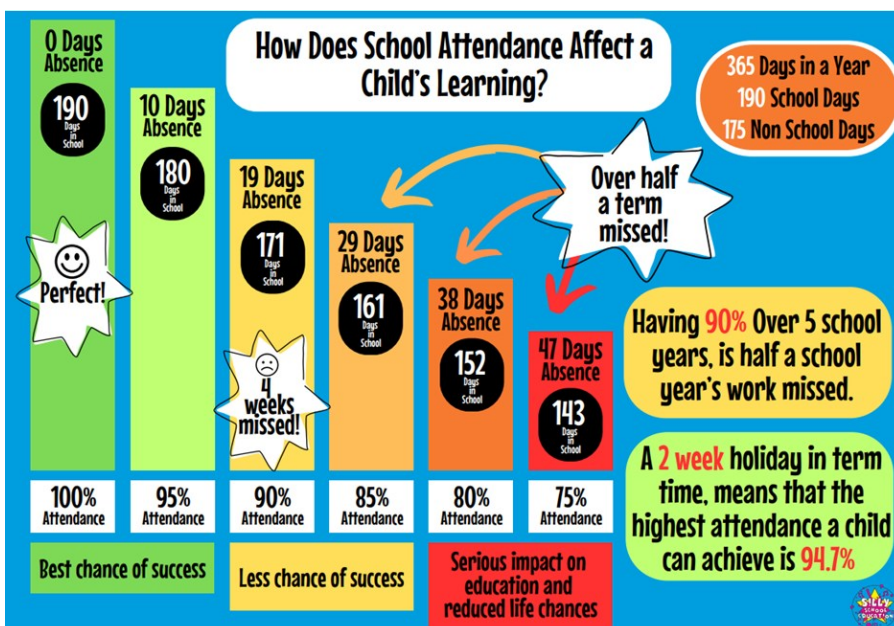 How Does School Attendance Affect a
Child's Learning?
365 Days in a Year
190 School Days
175 Non School Days
0 Days
Absence
190
Days
in
School
Perfect!
100%
Attendance
10 Days
Absence
180
Days
in
School
95%
Attendance
19 Days
Absence
171
Days
in
School
4
weeks
missed!
90%
Attendance
29 Days
Absence
161
Days
in
School
85%
Attendance
38 Days
Absence
152
Days
in
School
80%
Attendance
47 Days
Absence
143
Days
in
School
75%
Attendance
Over half
a term
missed!
Having 90% Over 5 school
years, is half a school
year's work missed.
A 2 week holiday in term
time, means that the
highest attendance a child
can achieve is 94.7%
Best chance of success
Less chance of success
Serious impact on
education and
reduced life chances
SILLY
SCHOOL
EDUCATION